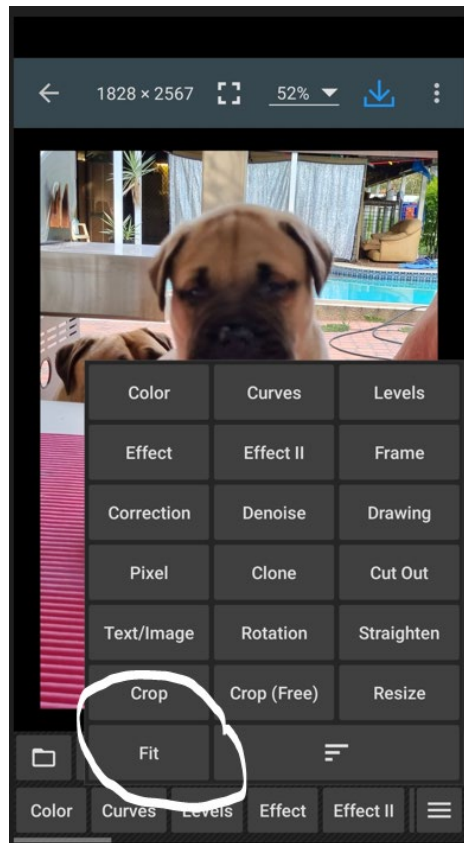 1828 × 2567 52%
Color Curves Levels
Effect Effect II Frame
Correction Denoise Drawing
Pixel Clone Cut Out
Text/Image Rotation Straighten
Crop Crop (Free) Resize
Fit
Color Curves Levels Effect Effect II